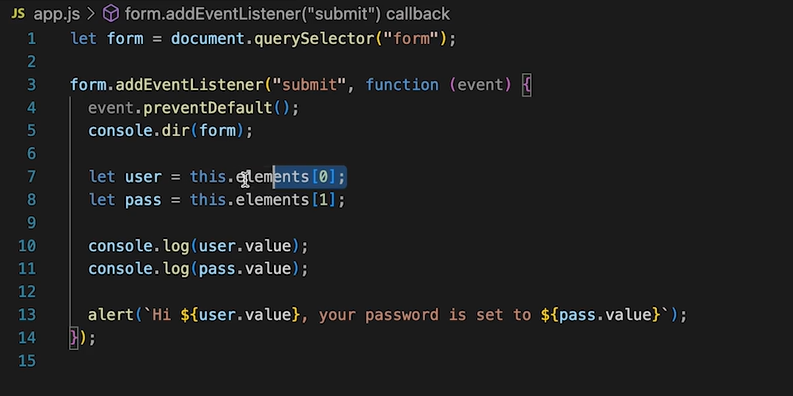 JS app.js > form.addEventListener("submit") callback
1 let form = document.querySelector("form");
2
3 form.addEventListener("submit", function (event) {
4 event.preventDefault();
5 console.dir(form);
6
7 let user = this.elements[0];
8 let pass = this.elements[1];
9
10 console.log(user.value);
11 console.log(pass.value);
12
13 alert(`Hi ${user.value}, your password is set to ${pass.value}`);
14 });
15